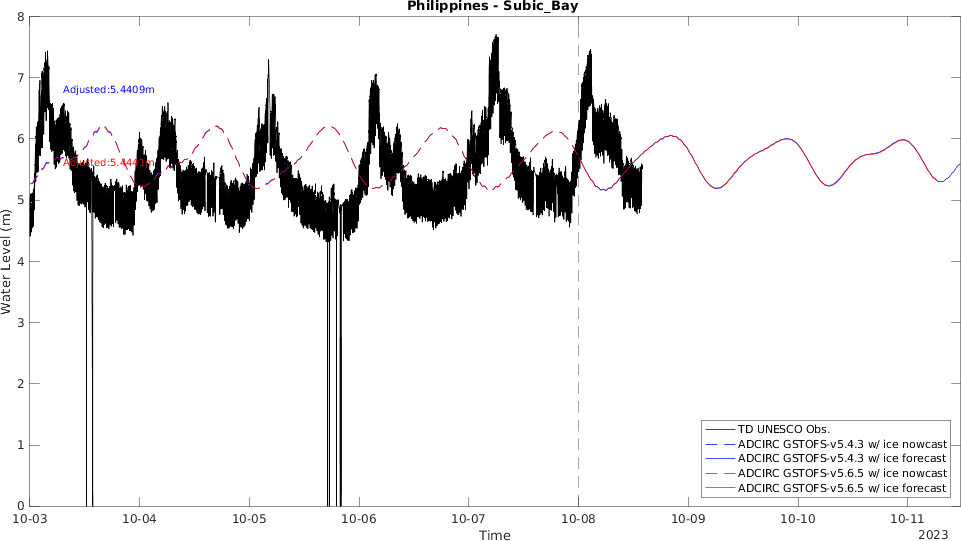 Philippines - Subic_Bay
8
7
6
5
4
3
2
1
0
Water Level (m)
Adjusted:5.4409m
Adjusted:5.4441m
TD UNESCO Obs.
ADCIRC GSTOFS-v5.4.3 w/ ice nowcast
ADCIRC GSTOFS-v5.4.3 w/ ice forecast
ADCIRC GSTOFS-v5.6.5 w/ ice nowcast
ADCIRC GSTOFS-v5.6.5 w/ ice forecast
10-03 10-04 10-05 10-06 10-07 10-08 10-09 10-10 10-11
Time
2023